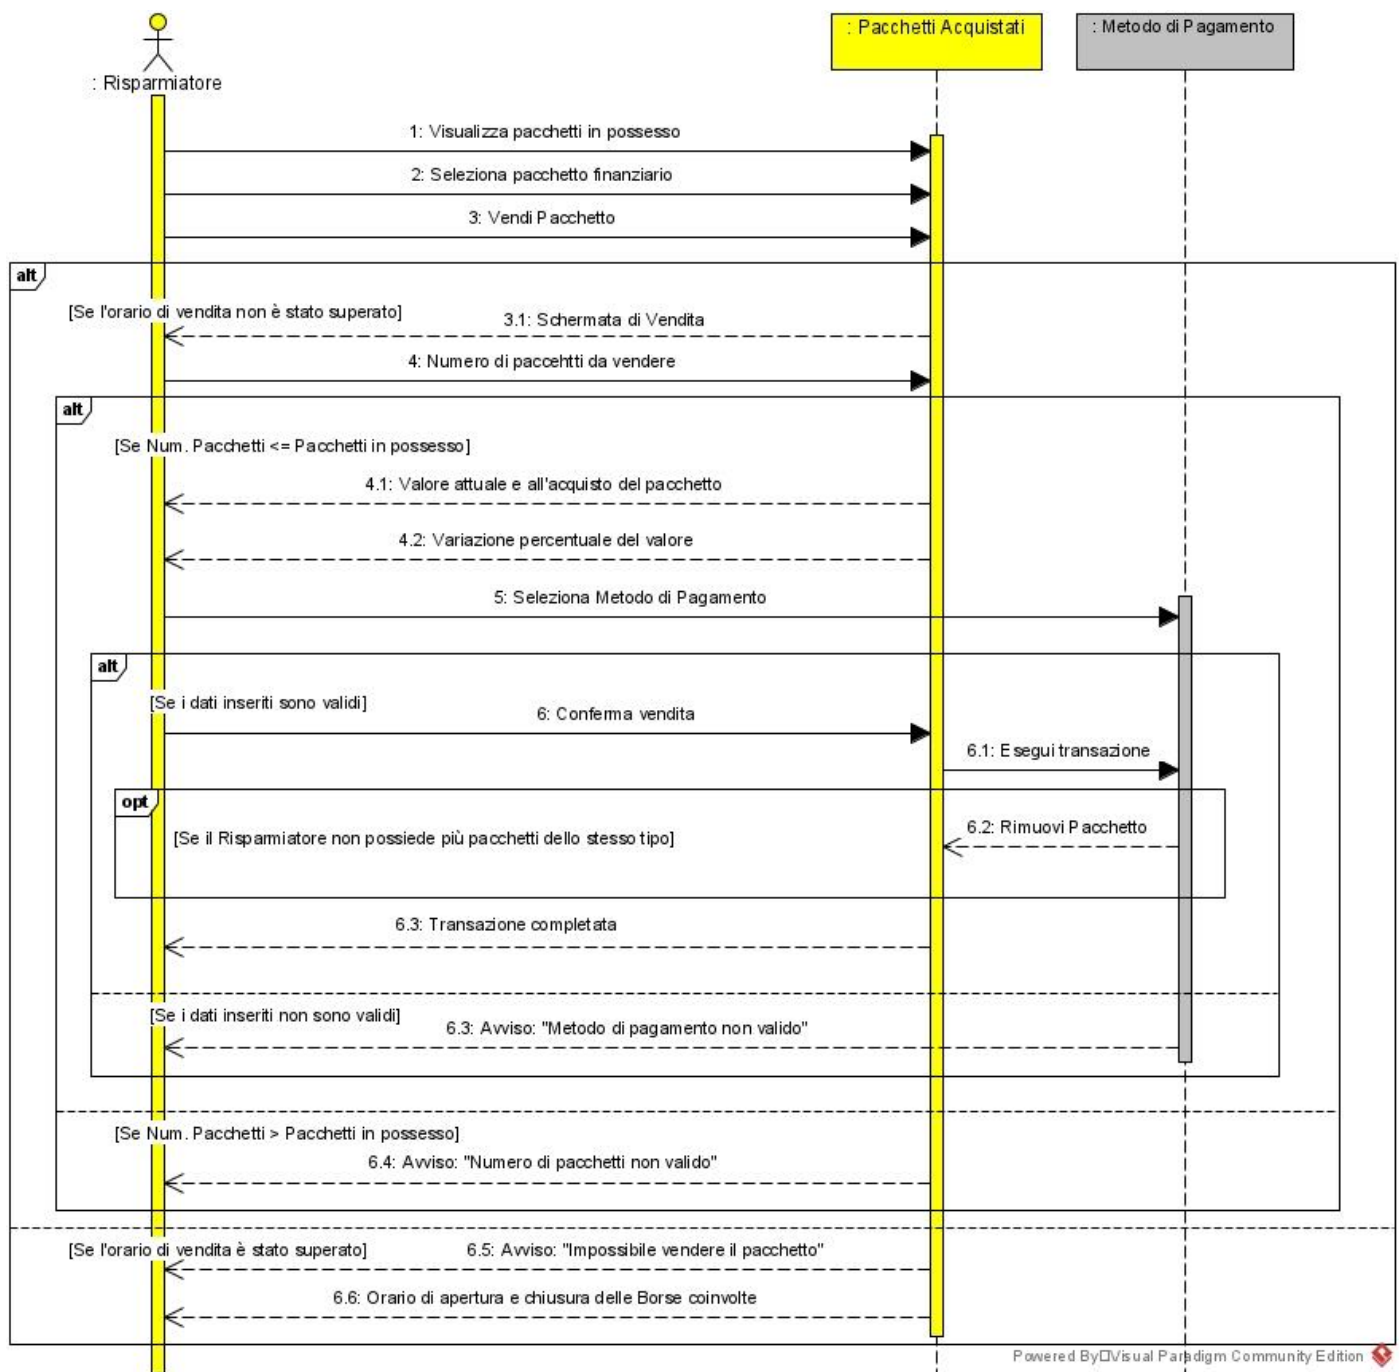 : Risparmiatore
: Pacchetti Acquistati
: Metodo di Pagamento
1: Visualizza pacchetti in possesso
2: Seleziona pacchetto finanziario
3: Vendi Pacchetto
alt
[Se l'orario di vendita non è stato superato]
3.1: Schermata di Vendita
4: Numero di paccehtti da vendere
alt
[Se Num. Pacchetti <= Pacchetti in possesso]
4.1: Valore attuale e all'acquisto del pacchetto
4.2: Variazione percentuale del valore
5: Seleziona Metodo di Pagamento
alt
[Se i dati inseriti sono validi]
6: Conferma vendita
6.1: Esegui transazione
opt
[Se il Risparmiatore non possiede più pacchetti dello stesso tipo]
6.2: Rimuovi Pacchetto
6.3: Transazione completata
[Se i dati inseriti non sono validi]
6.3: Avviso: "Metodo di pagamento non valido"
[Se Num. Pacchetti > Pacchetti in possesso]
6.4: Avviso: "Numero di pacchetti non valido"
[Se l'orario di vendita è stato superato]
6.5: Avviso: "Impossibile vendere il pacchetto"
6.6: Orario di apertura e chiusura delle Borse coinvolte
Powered By□Visual Paradigm Community Edition